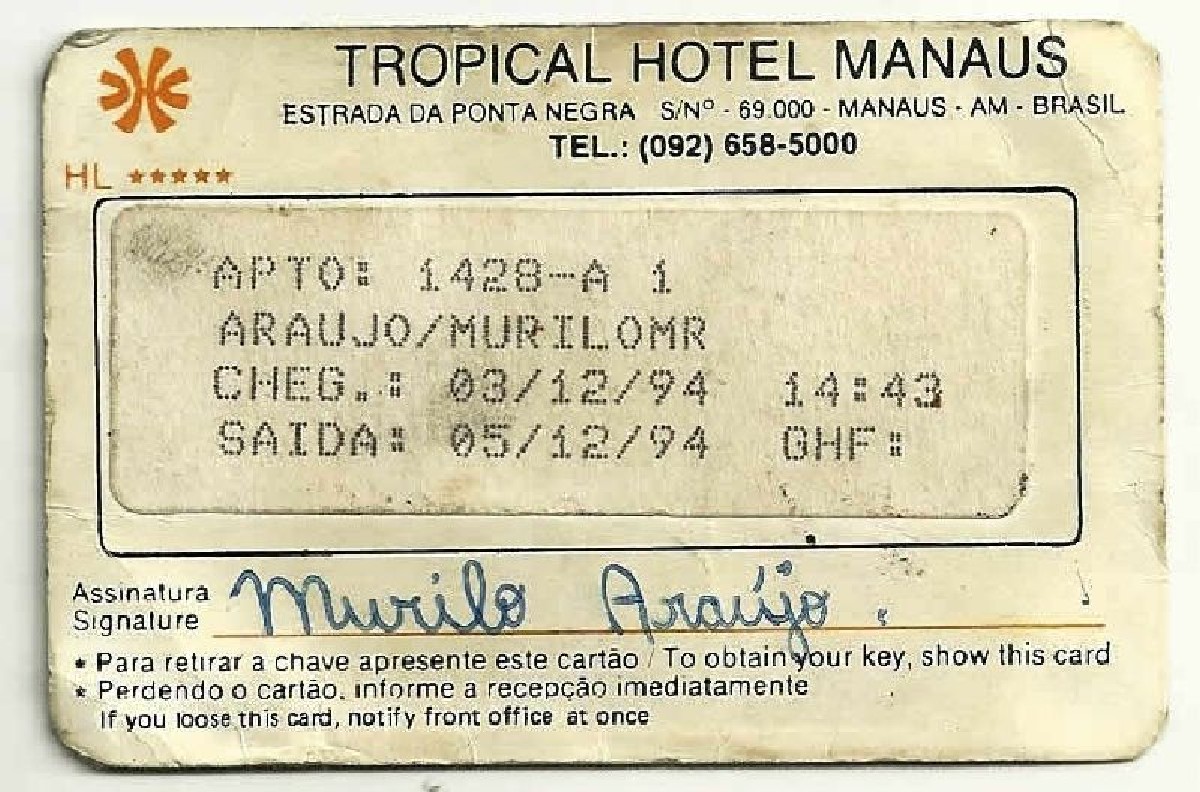 TROPICAL HOTEL MANAUS
ESTRADA DA PONTA NEGRA S/Nº - 69.000 - MANAUS - AM - BRASIL
TEL.: (092) 658-5000
HL ★★★★★
APTO: 1428-A 1
ARAUJO/MURILOMR
CHEG.: 03/12/94 14:43
SAIDA: 05/12/94 GHF:
Assinatura
Signature Murilo Araújo
★ Para retirar a chave apresente este cartão / To obtain your key, show this card
★ Perdendo o cartão, informe a recepção imediatamente
If you loose this card, notify front office at once